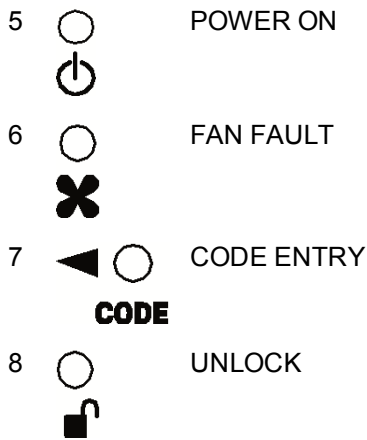 5 POWER ON
6 FAN FAULT
7 CODE ENTRY
CODE
8 UNLOCK